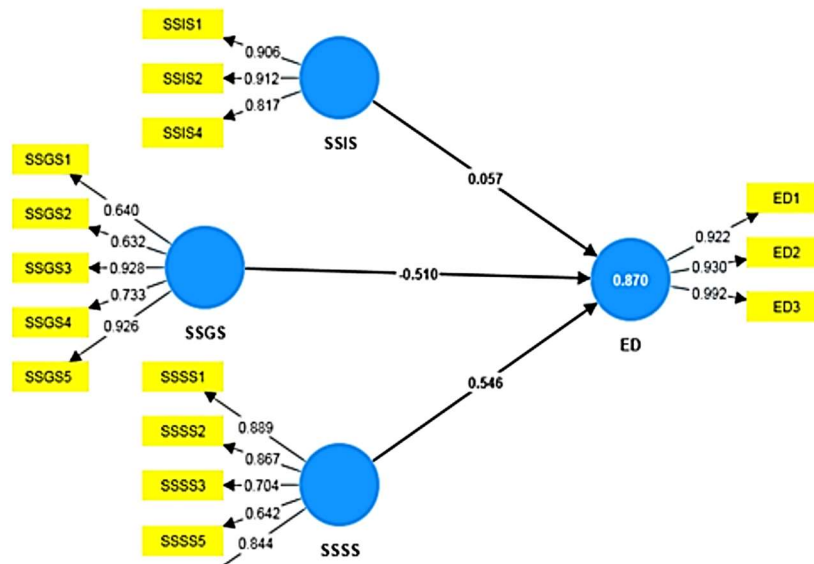 SSIS1
0.906
SSIS2
0.912
0.817
SSIS4
SSIS
SSGS1
0.057
0.640
ED1
SSGS2
0.632
0.922
SSGS3
0.928
-0.510
0.870
0.930
ED2
0.733
0.992
ED3
SSGS4
0.926
SSGS
ED
SSGS5
SSSS1
0.546
0.889
SSSS2
0.867
SSSS3
0.704
0.642
SSSS5
0.844
SSSS